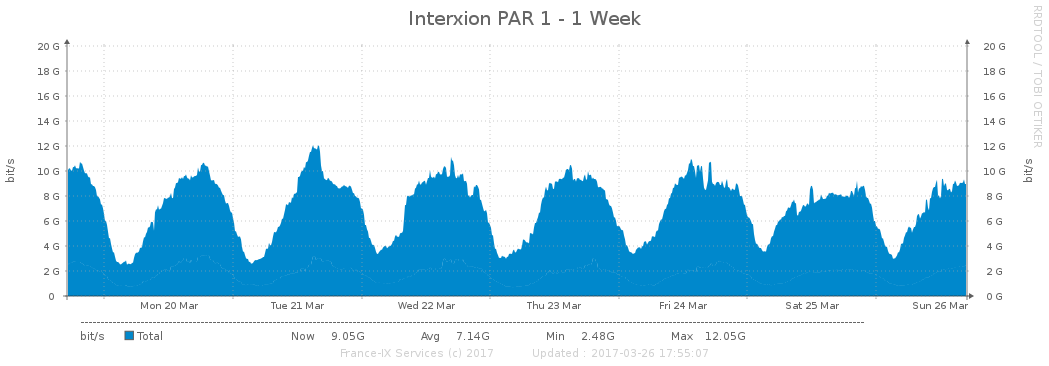 Interxion PAR 1 - 1 Week
RRDTOOL / TOBI OETIKER
bit/s
20 G 20 G
18 G 18 G
16 G 16 G
14 G 14 G
12 G 12 G
10 G 10 G
8 G 8 G
6 G 6 G
4 G 4 G
2 G 2 G
0 0 G
bit/s
Mon 20 Mar Tue 21 Mar Wed 22 Mar Thu 23 Mar Fri 24 Mar Sat 25 Mar Sun 26 Mar
bit/s Total Now 9.05G Avg 7.14G Min 2.48G Max 12.05G
France-IX Services (c) 2017 Updated : 2017-03-26 17:55:07